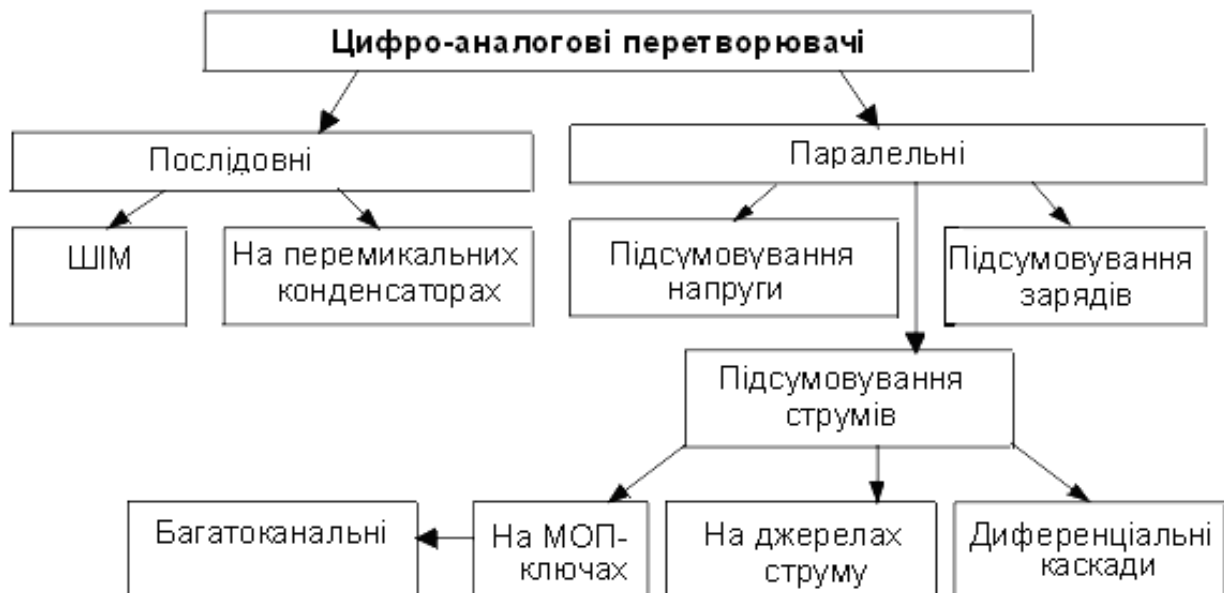 Цифро-аналогові перетворювачі
Послідовні
Паралельні
ШІМ
На перемикальних
конденсаторах
Підсумовування
напруги
Підсумовування
зарядів
Підсумовування
струмів
Багатоканальні
На МОП-
ключах
На джерелах
струму
Диференціальні
каскади